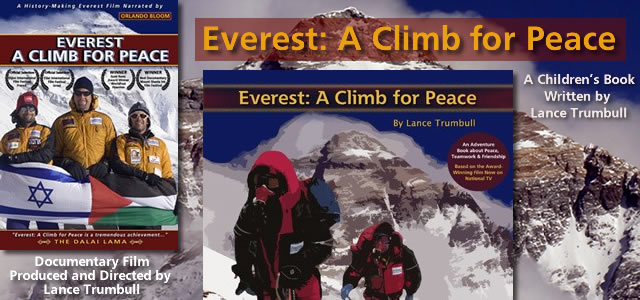 A History-Making Everest Film Narrated by
ORLANDO BLOOM
EVEREST
A CLIMB FOR PEACE
WINNER
WINNER
"Everest: A Climb for Peace is a tremendous achievement..."
THE DALAI LAMA
Documentary Film
Produced and Directed by
Lance Trumbull
Everest: A Climb for Peace
Everest: A Climb for Peace
By Lance Trumbull
An Adventure
Book about Peace,
Teamwork & Friendship
Based on the Award-
Winning Film Now on
National TV
A Children's Book
Written by
Lance Trumbull